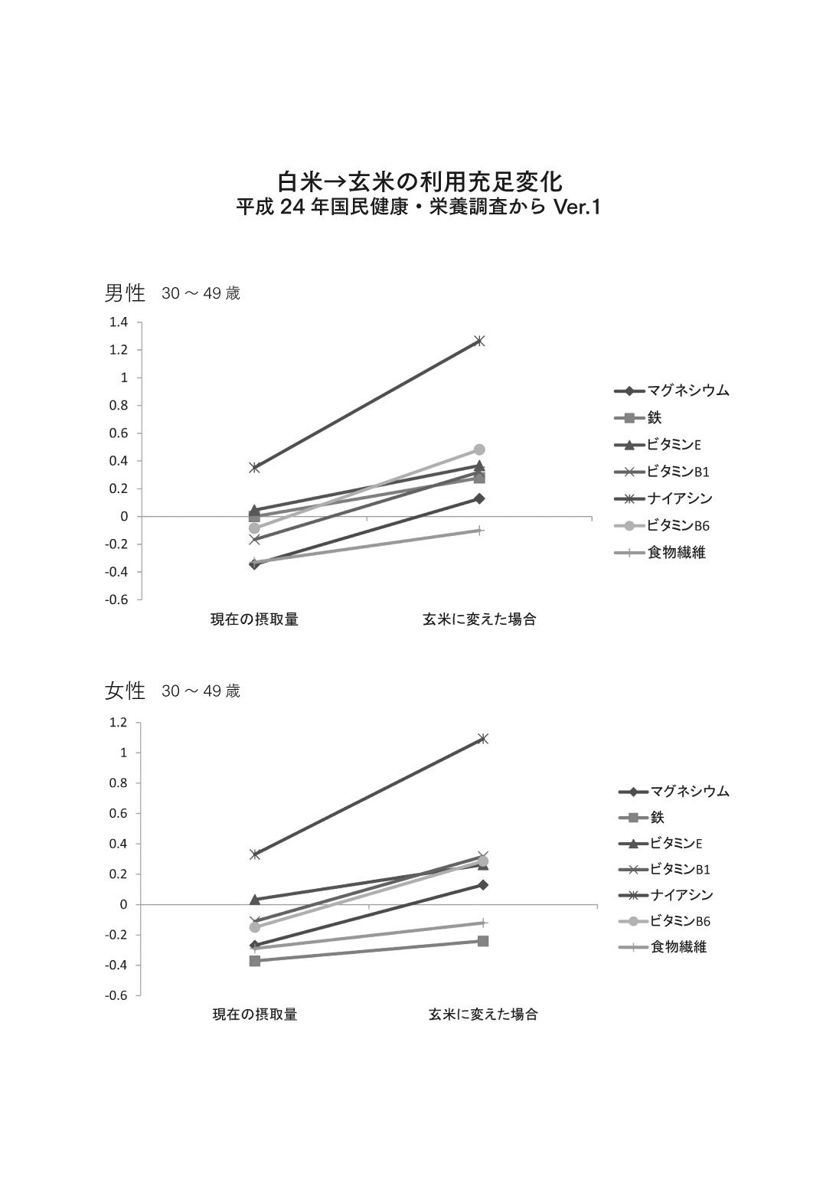 白米→玄米の利用充足変化
平成 24 年国民健康・栄養調査から Ver.1
男性 30 ～ 49 歳
1.4
1.2
1
0.8
0.6
0.4
0.2
0
-0.2
-0.4
-0.6
現在の摂取量
玄米に変えた場合
マグネシウム
鉄
ビタミンE
ビタミンB1
ナイアシン
ビタミンB6
食物繊維
女性 30 ～ 49 歳
1.2
1
0.8
0.6
0.4
0.2
0
-0.2
-0.4
-0.6
現在の摂取量
玄米に変えた場合
マグネシウム
鉄
ビタミンE
ビタミンB1
ナイアシン
ビタミンB6
食物繊維